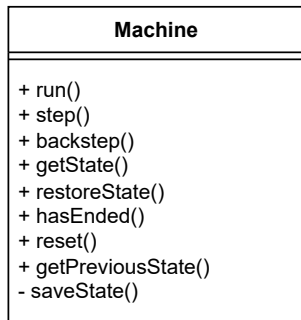 Machine
+ run()
+ step()
+ backstep()
+ getState()
+ restoreState()
+ hasEnded()
+ reset()
+ getPreviousState()
- saveState()